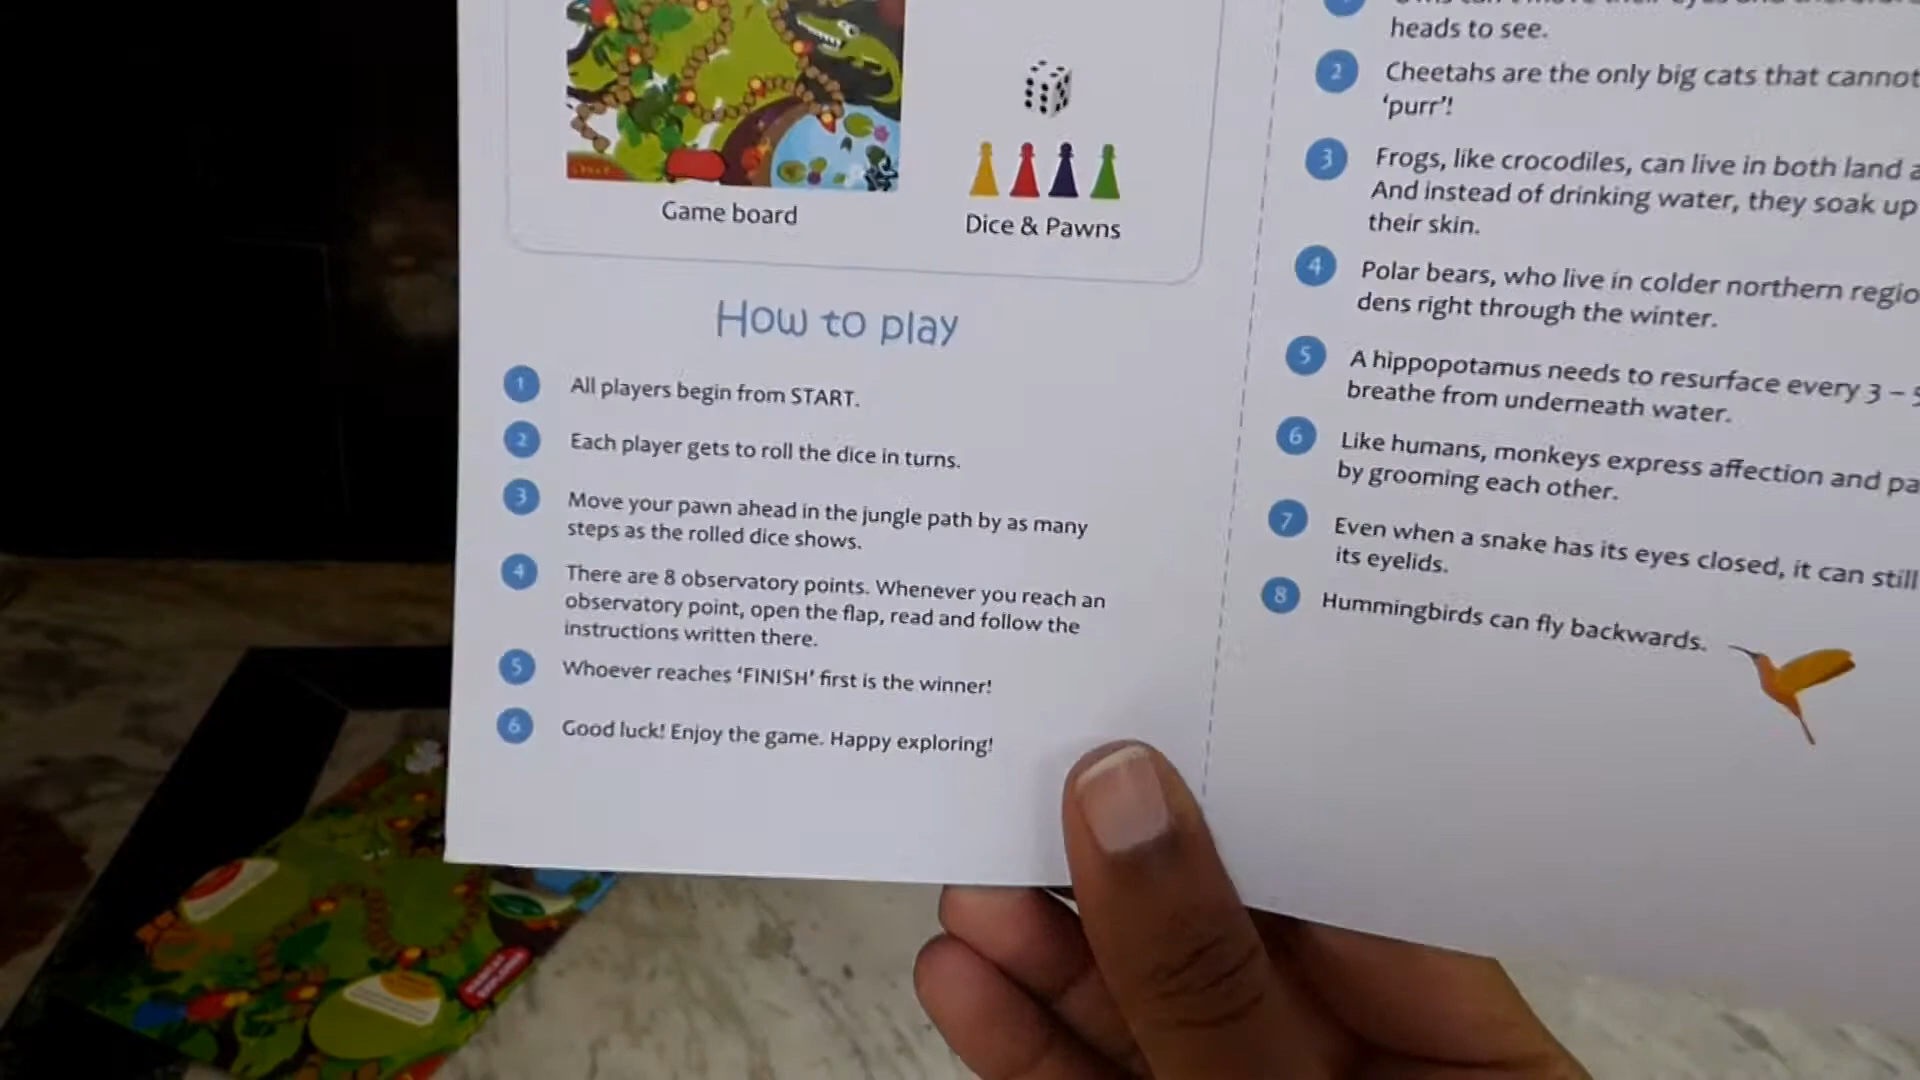 Game board
Dice & Pawns
How to play
1 All players begin from START.
2 Each player gets to roll the dice in turns.
3 Move your pawn ahead in the jungle path by as many
steps as the rolled dice shows.
4 There are 8 observatory points. Whenever you reach an
observatory point, open the flap, read and follow the
instructions written there.
5 Whoever reaches ‘FINISH’ first is the winner!
6 Good luck! Enjoy the game. Happy exploring!
heads to see.
2 Cheetahs are the only big cats that cannot
‘purr’!
3 Frogs, like crocodiles, can live in both land
And instead of drinking water, they soak up
their skin.
4 Polar bears, who live in colder northern regio
dens right through the winter.
5 A hippopotamus needs to resurface every 3 –
breathe from underneath water.
6 Like humans, monkeys express affection and pa
by grooming each other.
7 Even when a snake has its eyes closed, it can still
its eyelids.
8 Hummingbirds can fly backwards.